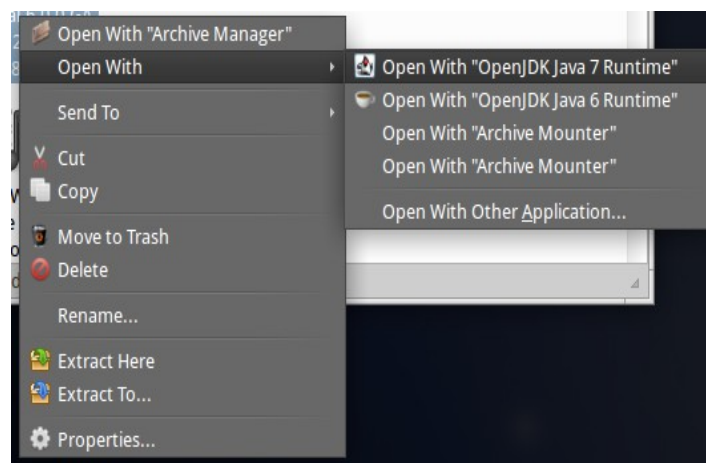 Open With "Archive Manager"
Open With
Send To
Cut
Copy
Move to Trash
Delete
Rename...
Extract Here
Extract To...
Properties...
Open With "OpenJDK Java 7 Runtime"
Open With "OpenJDK Java 6 Runtime"
Open With "Archive Mounter"
Open With "Archive Mounter"
Open With Other Application...